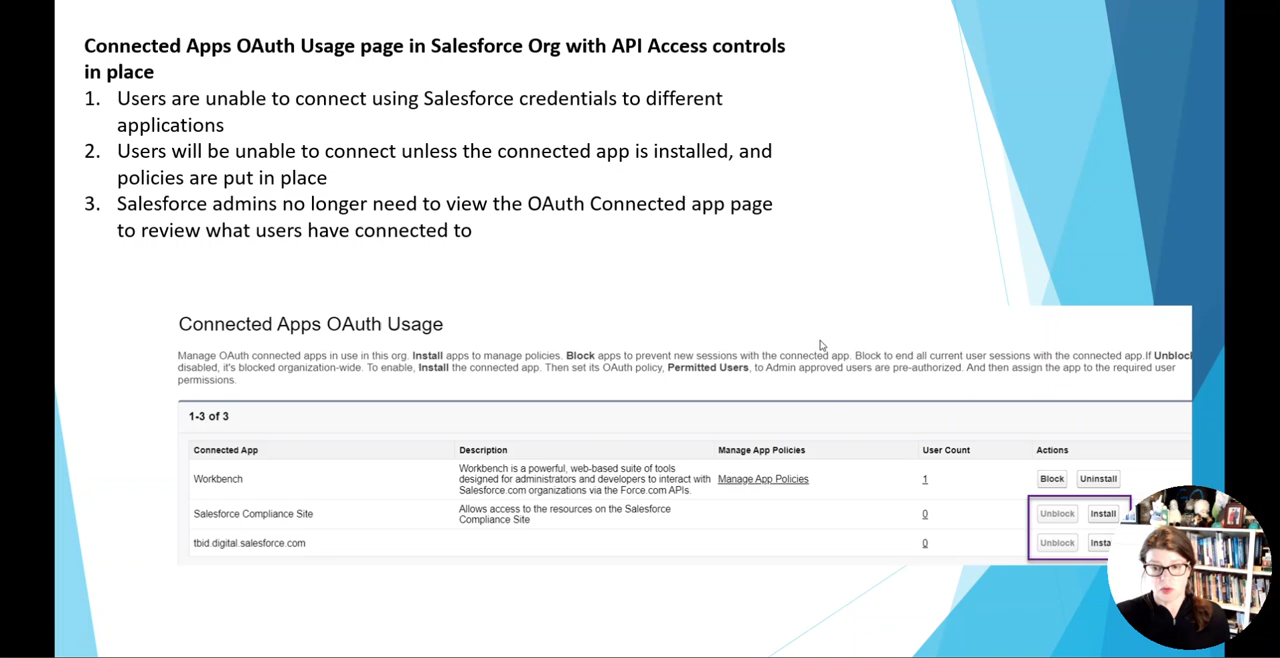 Connected Apps OAuth Usage page in Salesforce Org with API Access controls
in place
1. Users are unable to connect using Salesforce credentials to different
applications
2. Users will be unable to connect unless the connected app is installed, and
policies are put in place
3. Salesforce admins no longer need to view the OAuth Connected app page
to review what users have connected to
Connected Apps OAuth Usage
Manage OAuth connected apps in use in this org. Install apps to manage policies. Block apps to prevent new sessions with the connected app. Block to end all current user sessions with the connected app.If Unblock
disabled, it's blocked organization-wide. To enable, Install the connected app. Then set its OAuth policy, Permitted Users, to Admin approved users are pre-authorized. And then assign the app to the required user
permissions.
1-3 of 3
Connected App Description Manage App Policies User Count Actions
Workbench Workbench is a powerful, web-based suite of tools
designed for administrators and developers to interact with Manage App Policies 1 Block Uninstall
Salesforce.com organizations via the Force.com APIs.
Salesforce Compliance Site Allows access to the resources on the Salesforce 0 Unblock Install
Compliance Site
tbid.digital.salesforce.com 0 Unblock Insta